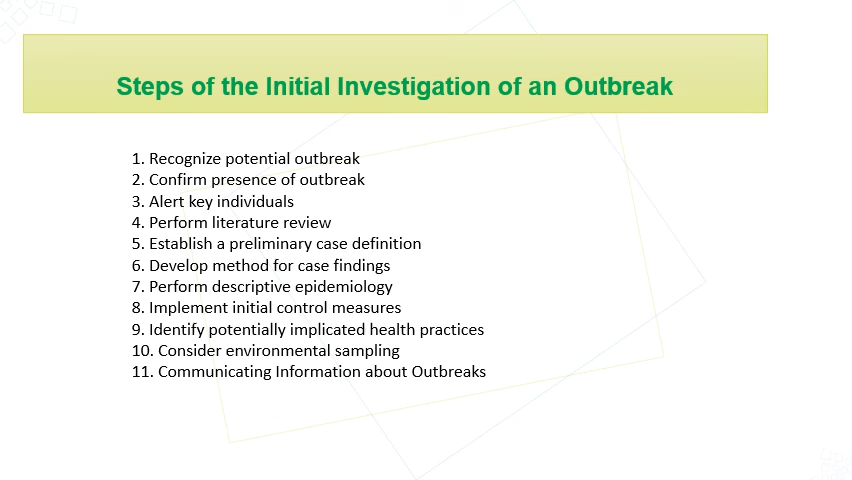 Steps of the Initial Investigation of an Outbreak
1. Recognize potential outbreak
2. Confirm presence of outbreak
3. Alert key individuals
4. Perform literature review
5. Establish a preliminary case definition
6. Develop method for case findings
7. Perform descriptive epidemiology
8. Implement initial control measures
9. Identify potentially implicated health practices
10. Consider environmental sampling
11. Communicating Information about Outbreaks